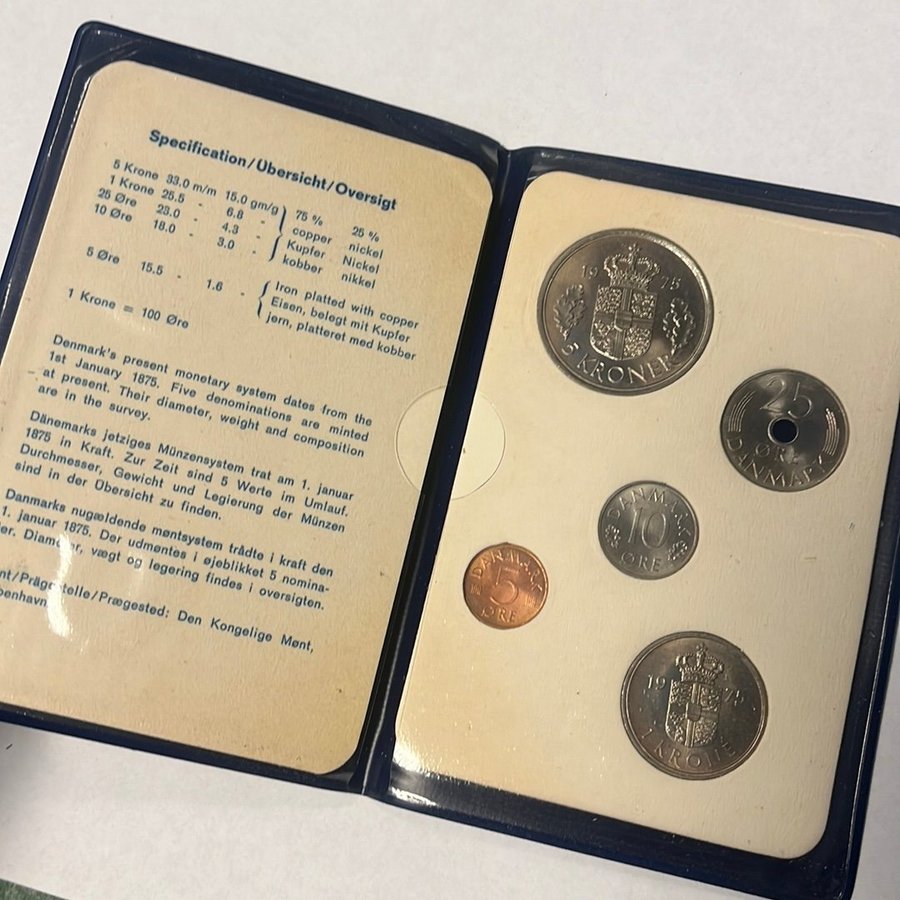 Specification/Übersicht/Oversigt
5 Krone 33.0 m/m 15.0 gm/g
1 Krone 25.5 - 6.8 -
25 Øre 23.0 - 4.3 -
10 Øre 18.0 - 3.0 -
75 % 25 %
copper nickel
Kupfer Nickel
kobber nikkel
5 Øre 15.5 - 1.6 -
Iron platted with copper
Eisen, belegt mit Kupfer
jern, platteret med kobber
1 Krone = 100 Øre
Denmark's present monetary system dates from the
1st January 1875. Five denominations are minted
at present. Their diameter, weight and composition
are in the survey.
Dänemarks jetziges Münzensystem trat am 1. januar
1875 in Kraft. Zur Zeit sind 5 Werte im Umlauf.
Durchmesser, Gewicht und Legierung der Münzen
sind in der Übersicht zu finden.
Danmarks nugældende møntsystem trådte i kraft den
1. januar 1875. Der udmøntes i øjeblikket 5 nomina-
ler. Diameter, vægt og legering findes i oversigten.
Prægested: Den Kongelige Mønt,
1975
5 KRONER
25
ØRE
DANMARK
DANMARK
10
ØRE
DANMARK
5
ØRE
1975
1 KRONE